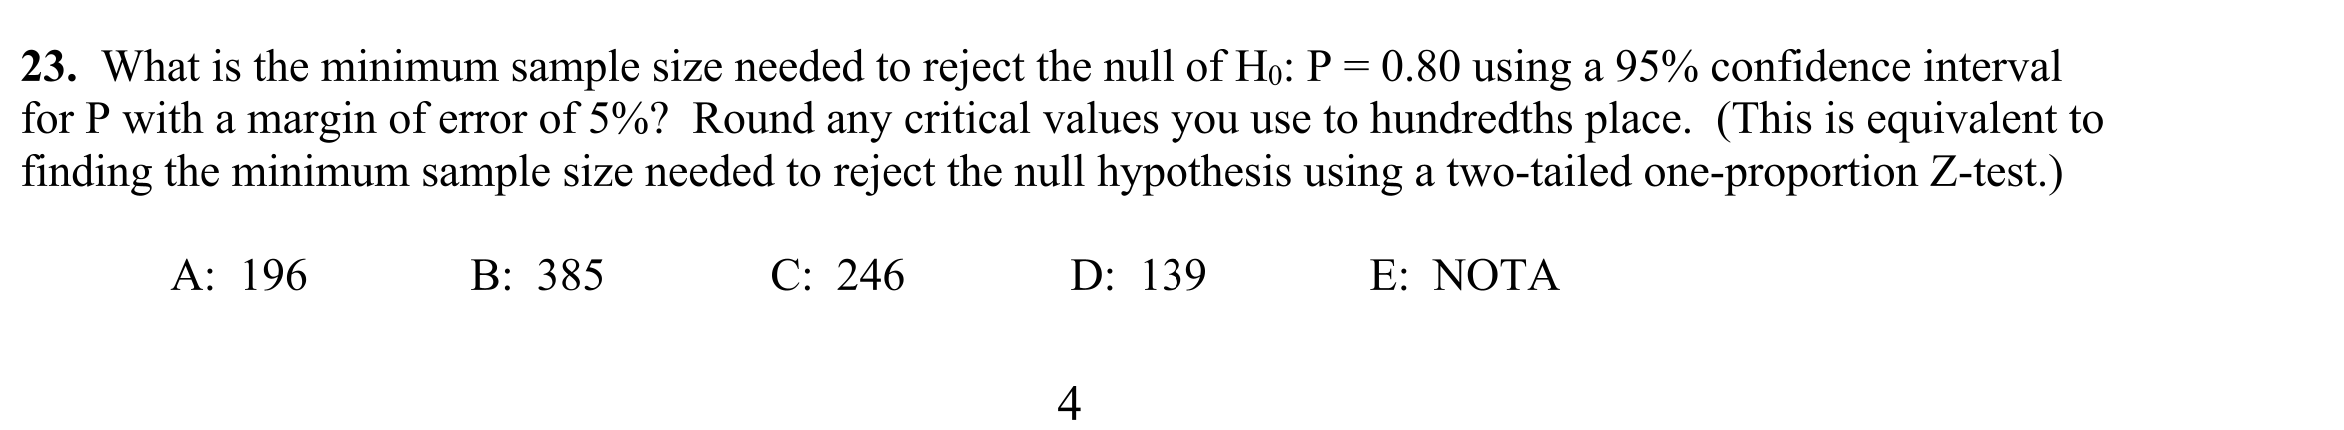 23. What is the minimum sample size needed to reject the null of H₀: P = 0.80 using a 95% confidence interval
for P with a margin of error of 5%? Round any critical values you use to hundredths place. (This is equivalent to
finding the minimum sample size needed to reject the null hypothesis using a two-tailed one-proportion Z-test.)
A: 196 B: 385 C: 246 D: 139 E: NOTA
4